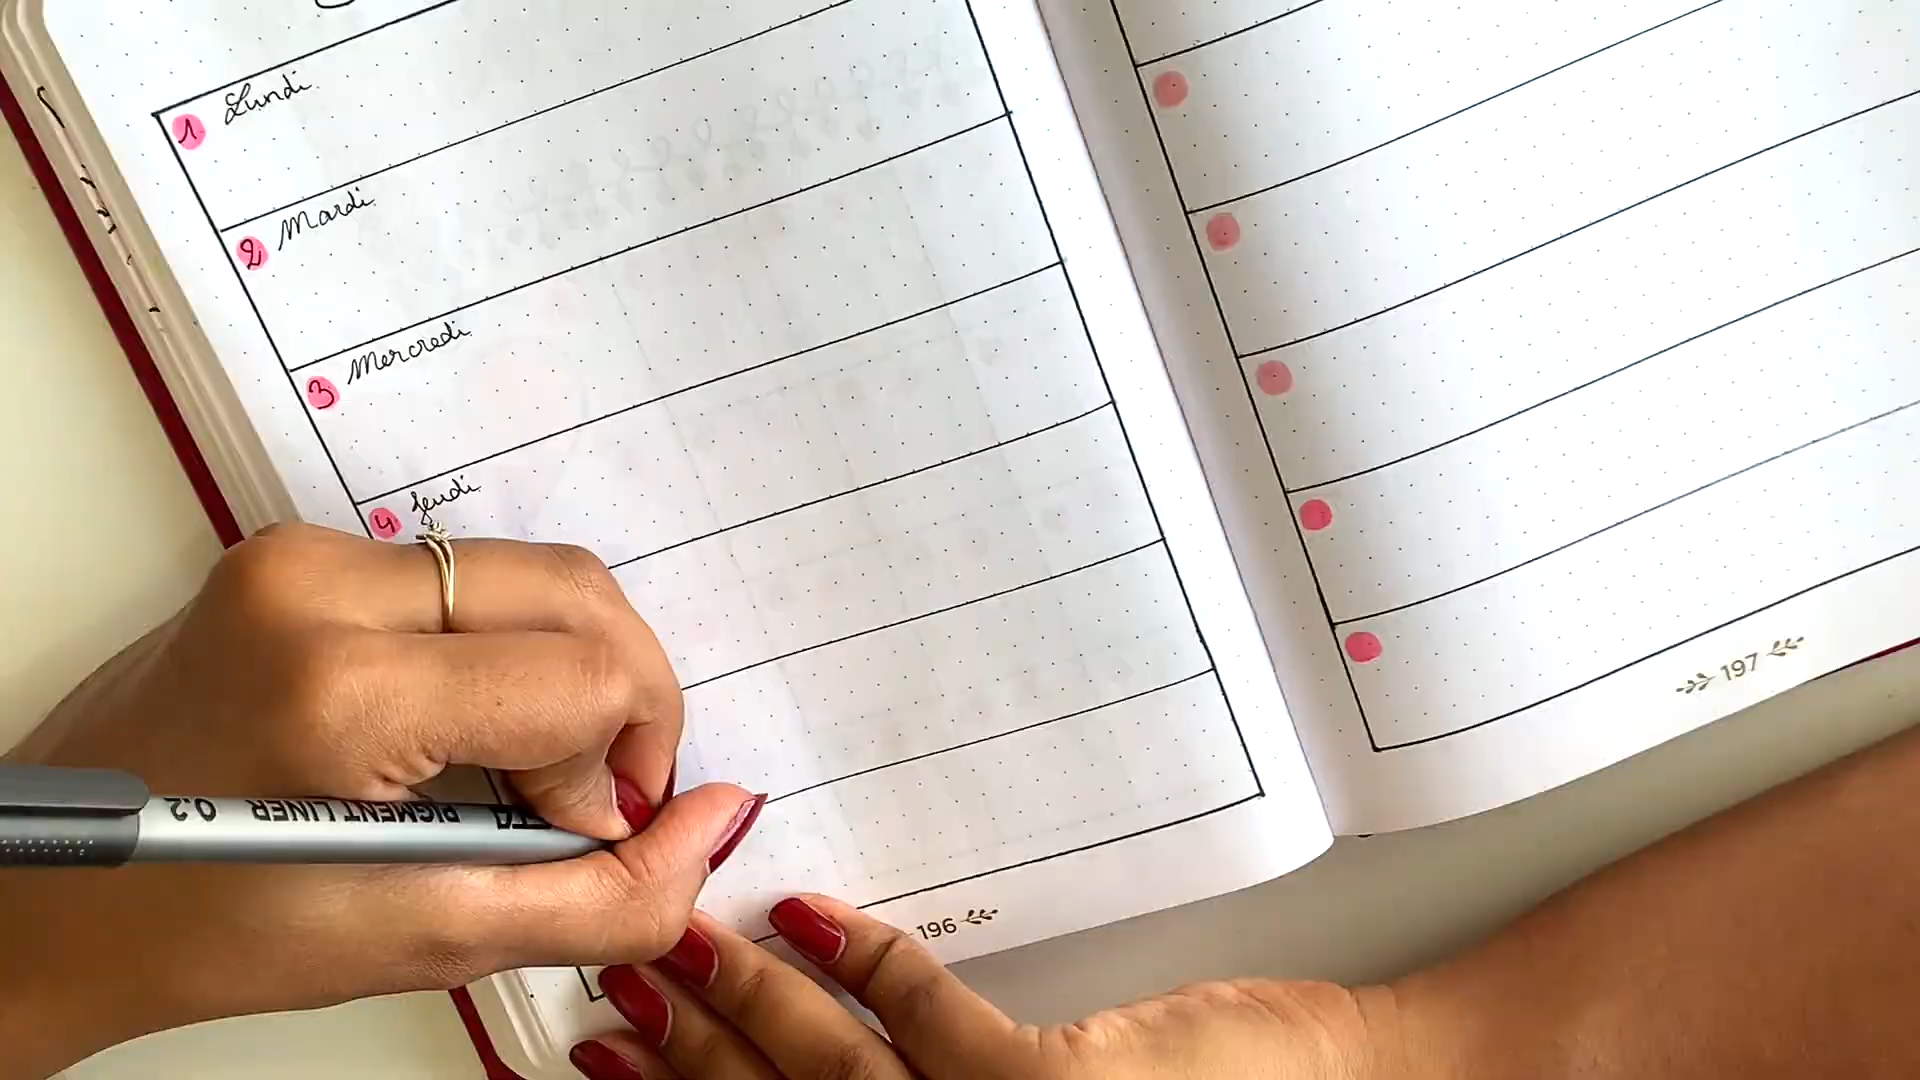 1 Lundi
2 Mardi
3 Mercredi
4 Jeudi
PIGMENT LINER 0.2
196
197